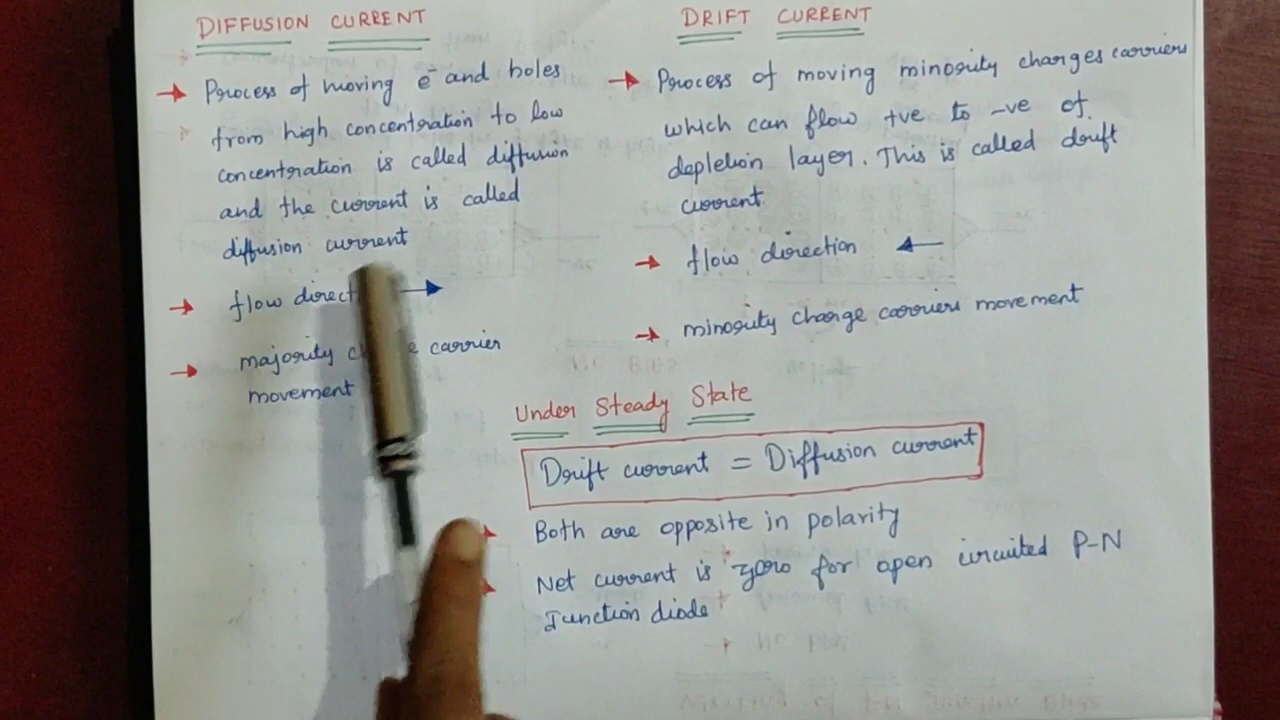 DIFFUSION CURRENT
→ Process of moving e⁻ and holes
from high concentration to low
concentration is called diffusion
and the current is called
diffusion current
→ flow →
→ majority carrier
movement
DRIFT CURRENT
→ Process of moving minority charges carriers
which can flow +ve to -ve of
depletion layer. This is called drift
current
→ flow direction ←
→ minority charge carriers movement
Under Steady State
Drift current = Diffusion current
Both are opposite in polarity
Net current is zero for open circuited P-N
Junction diode